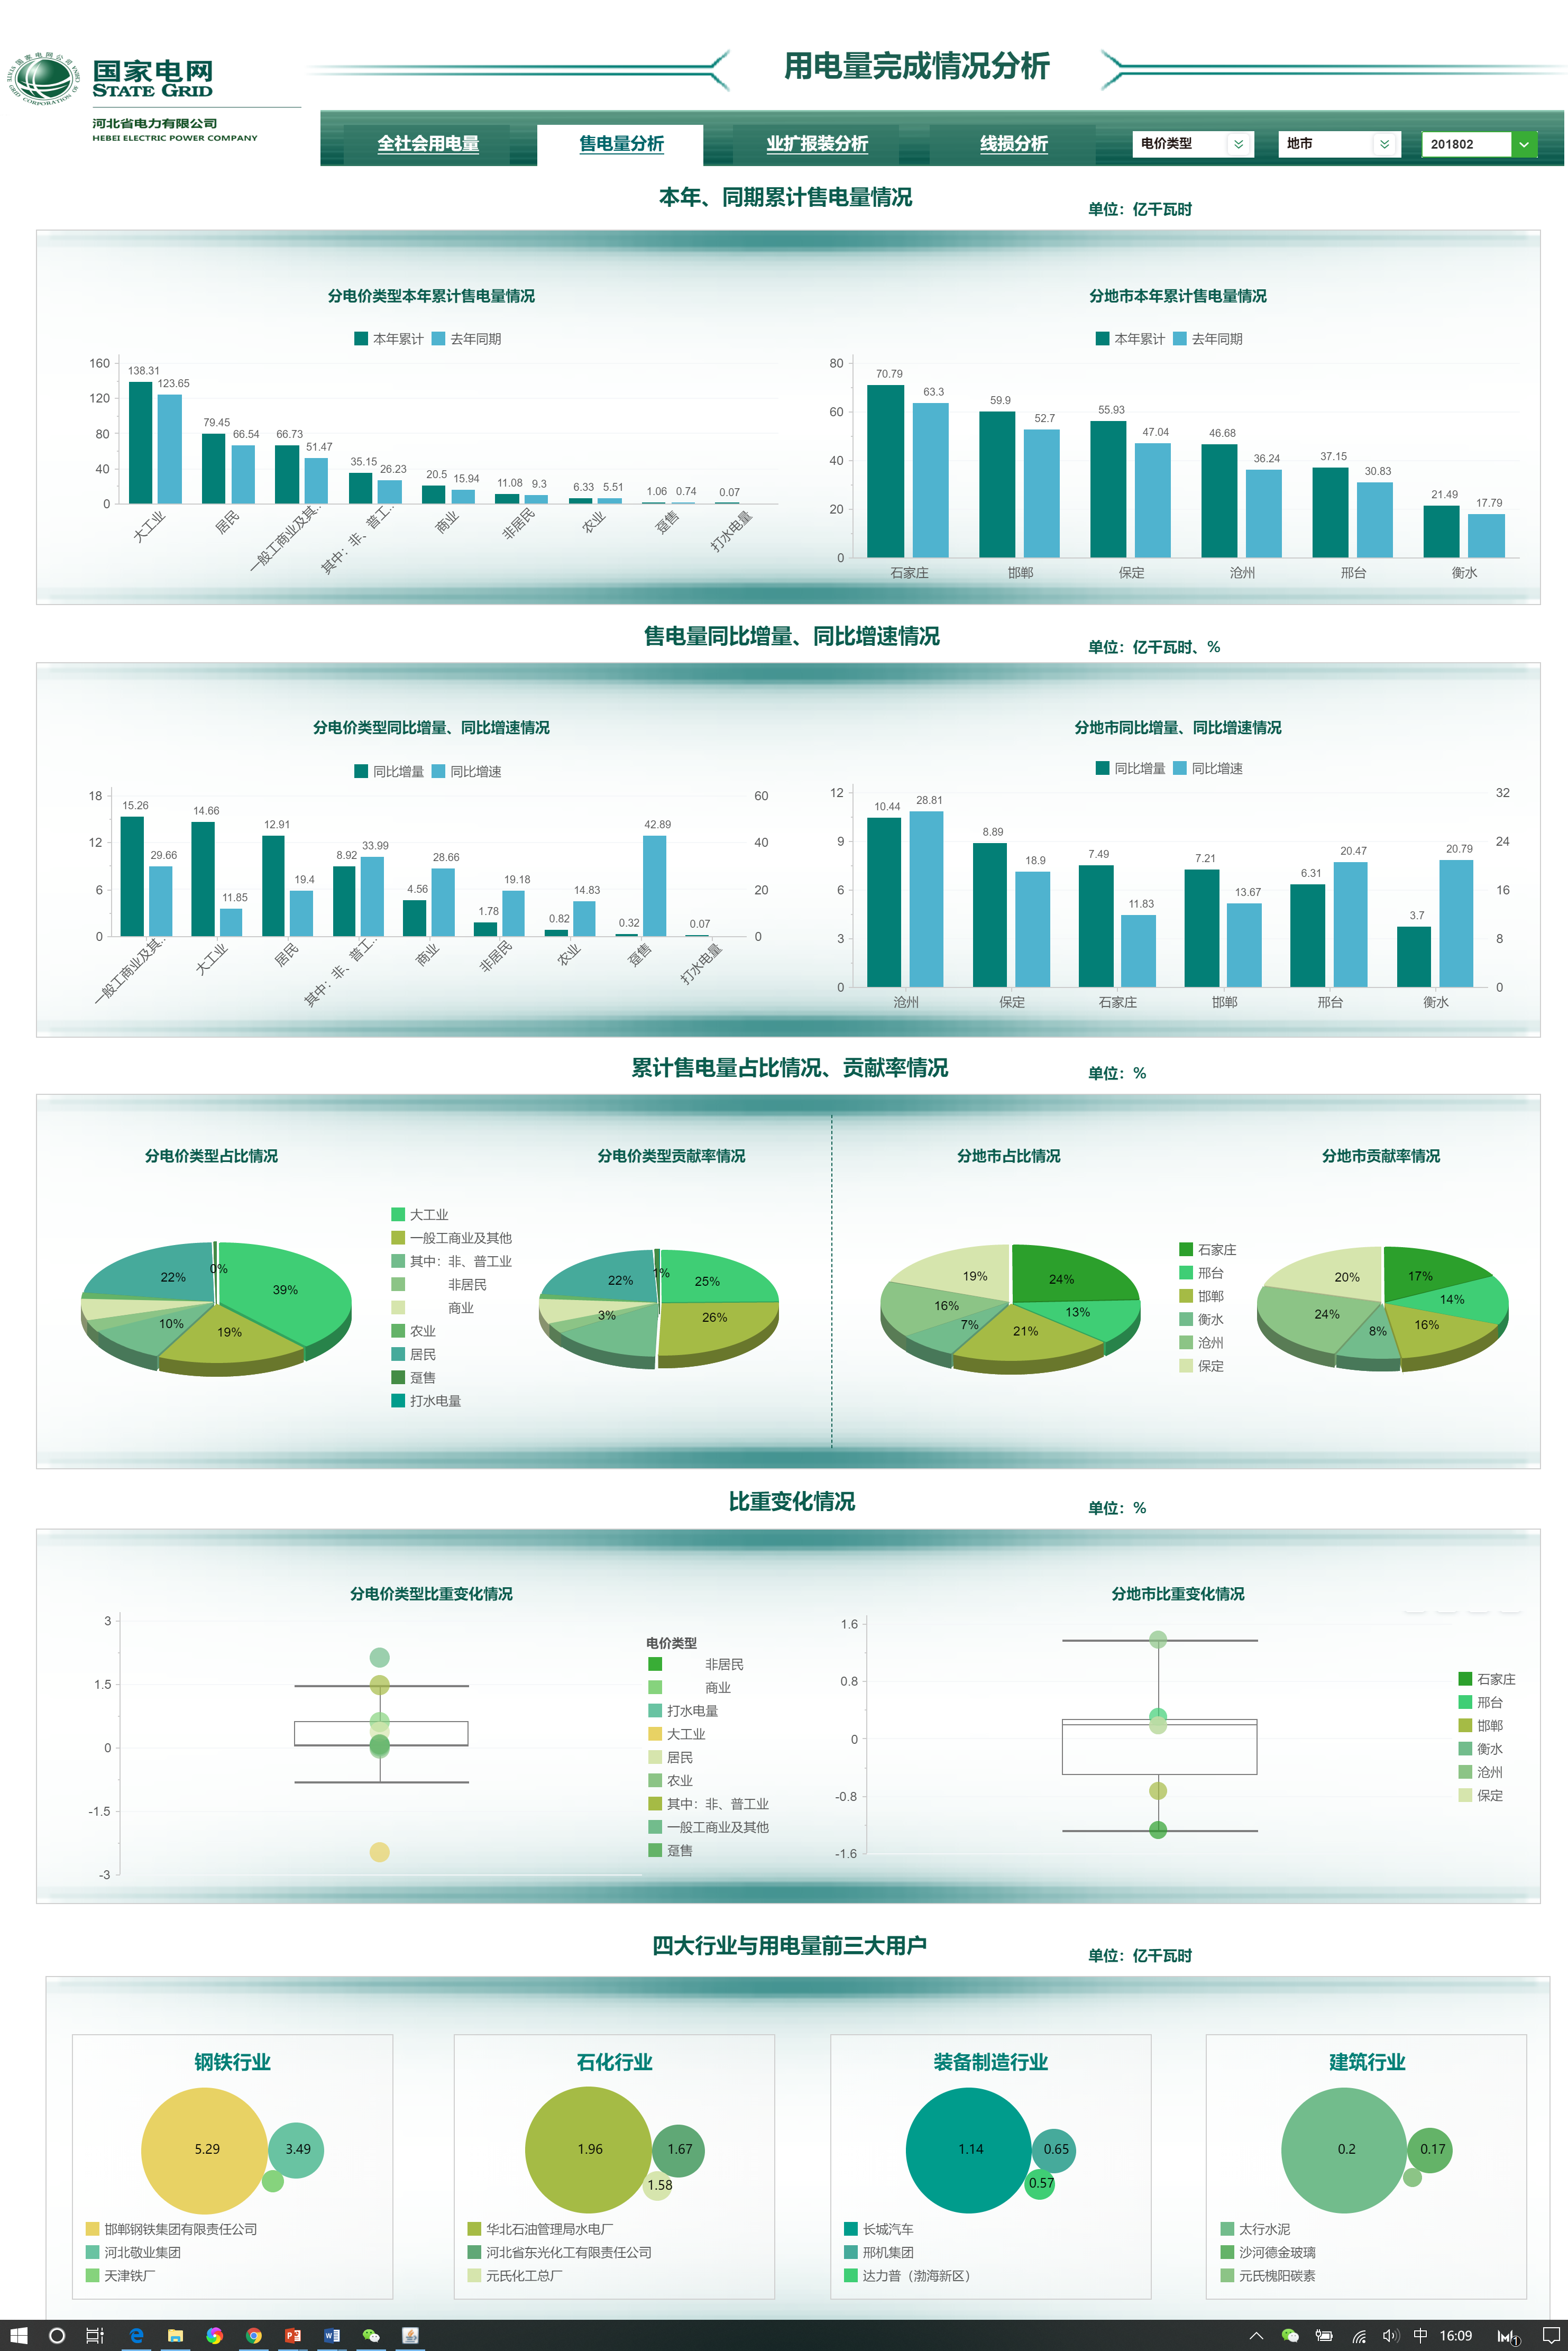 用电量完成情况分析
国家电网
STATE GRID
河北省电力有限公司
HEBEI ELECTRIC POWER COMPANY
全社会用电量 售电量分析 业扩报装分析 线损分析 电价类型 地市 201802
本年、同期累计售电量情况 单位：亿千瓦时
分电价类型本年累计售电量情况
本年累计 去年同期
160
120
80
40
0
138.31 123.65 79.45 66.54 66.73 51.47 35.15 26.23 20.5 15.94 11.08 9.3 6.33 5.51 1.06 0.74 0.07
大工业 居民 一般工商业及其‥ 其中：非、普工‥ 商业 非居民 农业 趸售 打水电量
分地市本年累计售电量情况
本年累计 去年同期
80
60
40
20
0
70.79 63.3 59.9 52.7 55.93 47.04 46.68 36.24 37.15 30.83 21.49 17.79
石家庄 邯郸 保定 沧州 邢台 衡水
售电量同比增量、同比增速情况 单位：亿千瓦时、%
分电价类型同比增量、同比增速情况
同比增量 同比增速
18
12
6
0
15.26 29.66 14.66 11.85 12.91 19.4 8.92 33.99 4.56 28.66 1.78 19.18 0.82 14.83 0.32 42.89 0.07
60
40
20
0
一般工商业及其‥ 大工业 居民 其中：非、普工‥ 商业 非居民 农业 趸售 打水电量
分地市同比增量、同比增速情况
同比增量 同比增速
12
9
6
3
0
10.44 28.81 8.89 18.9 7.49 11.83 7.21 13.67 6.31 20.47 3.7 20.79
32
24
16
8
0
沧州 保定 石家庄 邯郸 邢台 衡水
累计售电量占比情况、贡献率情况 单位：%
分电价类型占比情况
22% 0% 39% 10% 19%
大工业
一般工商业及其他
其中：非、普工业
非居民
商业
农业
居民
趸售
打水电量
分电价类型贡献率情况
22% 1% 25% 3% 26%
分地市占比情况
19% 24% 16% 13% 7% 21%
石家庄
邢台
邯郸
衡水
沧州
保定
分地市贡献率情况
20% 17% 14% 24% 16% 8%
比重变化情况 单位：%
分电价类型比重变化情况
3
1.5
0
-1.5
-3
电价类型
非居民
商业
打水电量
大工业
居民
农业
其中：非、普工业
一般工商业及其他
趸售
分地市比重变化情况
1.6
0.8
0
-0.8
-1.6
石家庄
邢台
邯郸
衡水
沧州
保定
四大行业与用电量前三大用户 单位：亿千瓦时
钢铁行业
5.29 3.49
邯郸钢铁集团有限责任公司
河北敬业集团
天津铁厂
石化行业
1.96 1.67
1.58
华北石油管理局水电厂
河北省东光化工有限责任公司
元氏化工总厂
装备制造行业
1.14 0.65
0.57
长城汽车
邢机集团
达力普（渤海新区）
建筑行业
0.2 0.17
太行水泥
沙河德金玻璃
元氏槐阳碳素
中 16:09